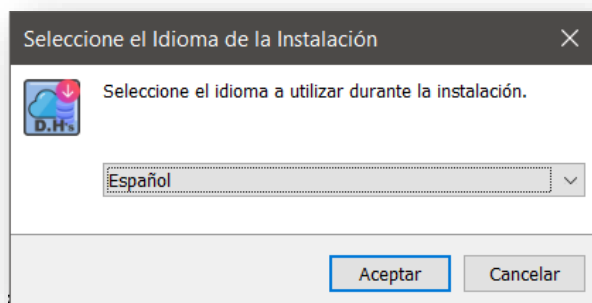 Seleccione el Idioma de la Instalación
Seleccione el idioma a utilizar durante la instalación.
D.H's
Español
Aceptar
Cancelar